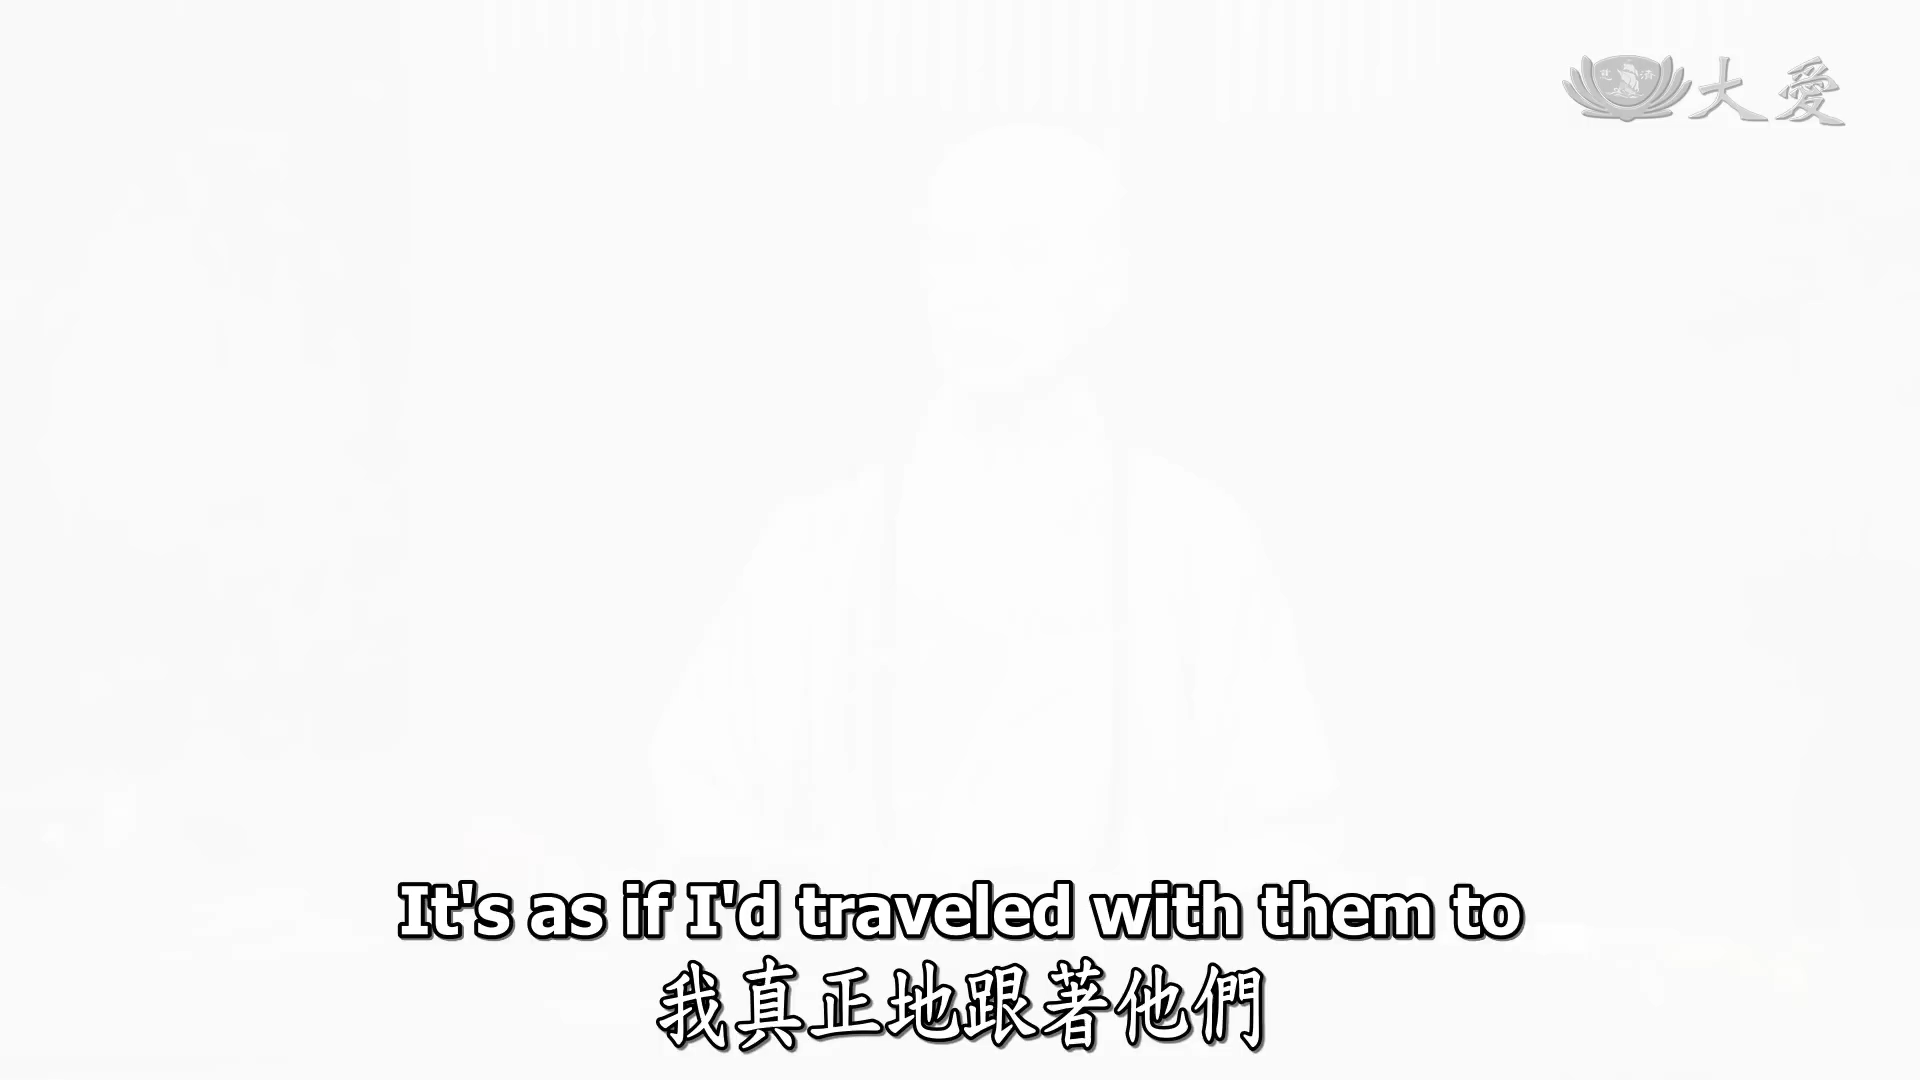 大愛
It's as if I'd traveled with them to
我真正地跟著他們